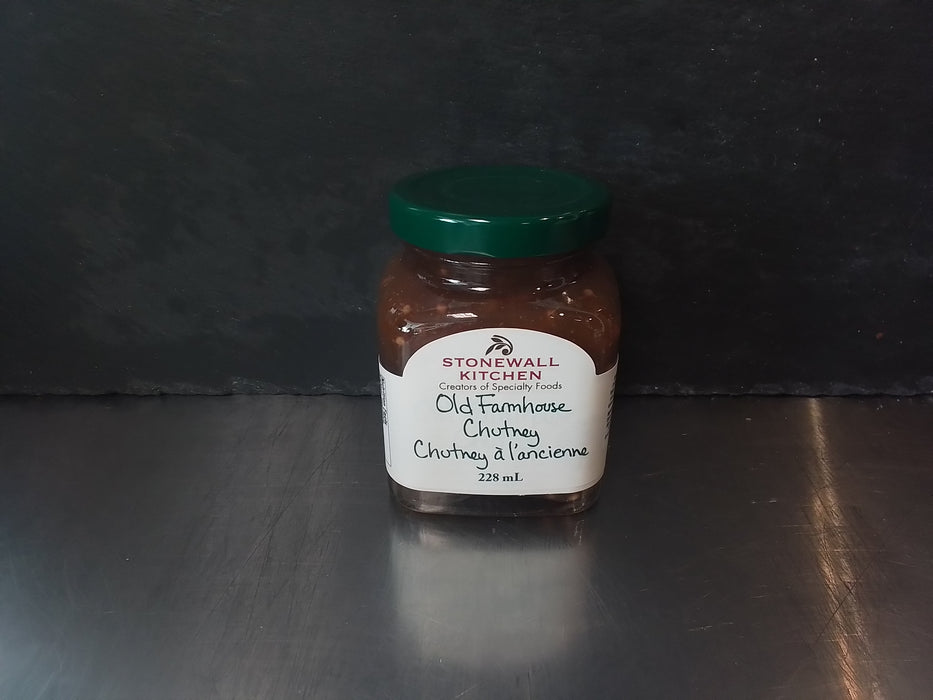 STONEWALL
KITCHEN
Creators of Specialty Foods
Old Farmhouse
Chutney
Chutney à l'ancienne
228 mL